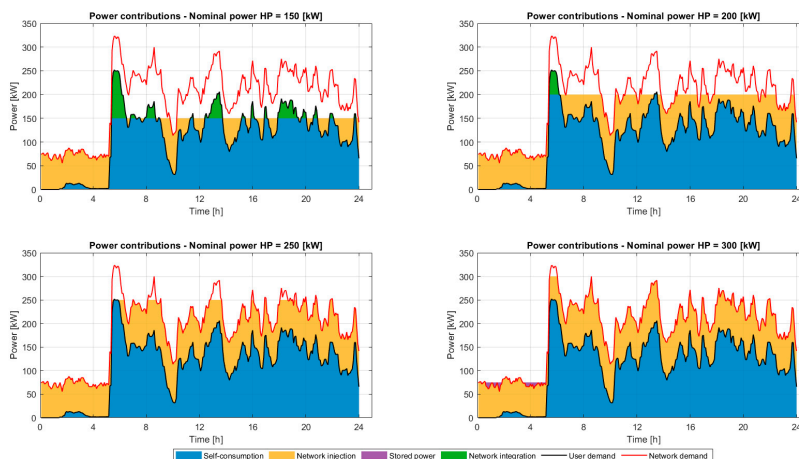 Power contributions - Nominal power HP = 150 [kW]
Power [kW]
350
300
250
200
150
100
50
0
0 4 8 12 16 20 24
Time [h]
Power contributions - Nominal power HP = 200 [kW]
Power [kW]
350
300
250
200
150
100
50
0
0 4 8 12 16 20 24
Time [h]
Power contributions - Nominal power HP = 250 [kW]
Power [kW]
350
300
250
200
150
100
50
0
0 4 8 12 16 20 24
Time [h]
Power contributions - Nominal power HP = 300 [kW]
Power [kW]
350
300
250
200
150
100
50
0
0 4 8 12 16 20 24
Time [h]
Self-consumption Network injection Stored power Network integration User demand Network demand